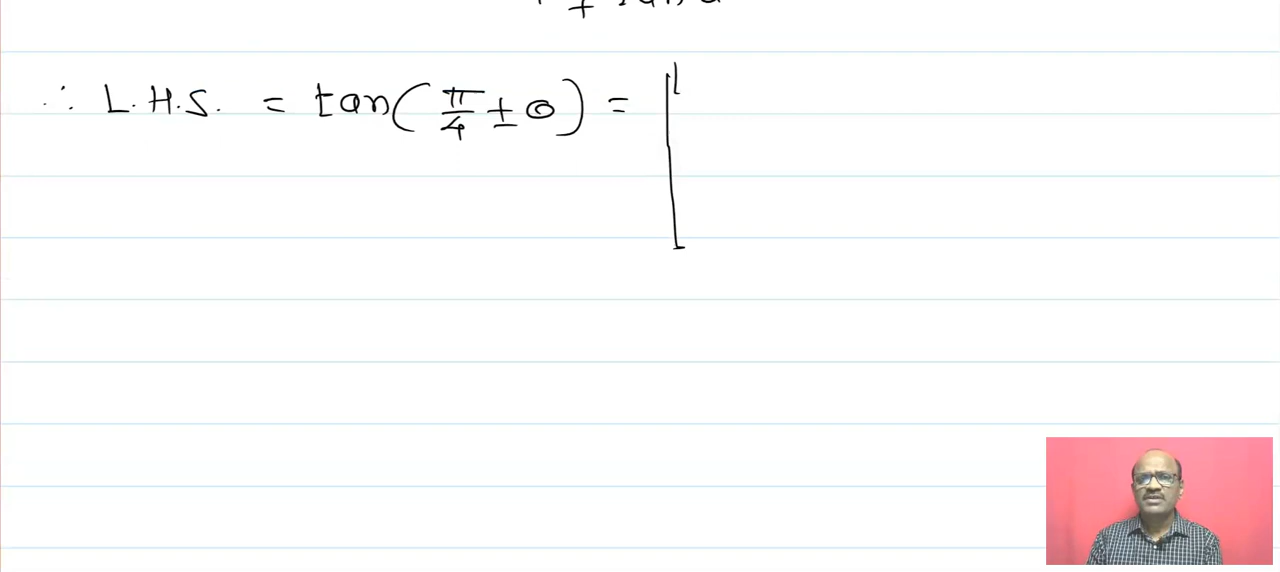 ∴ L.H.S. = tan(π/4 ± θ) =